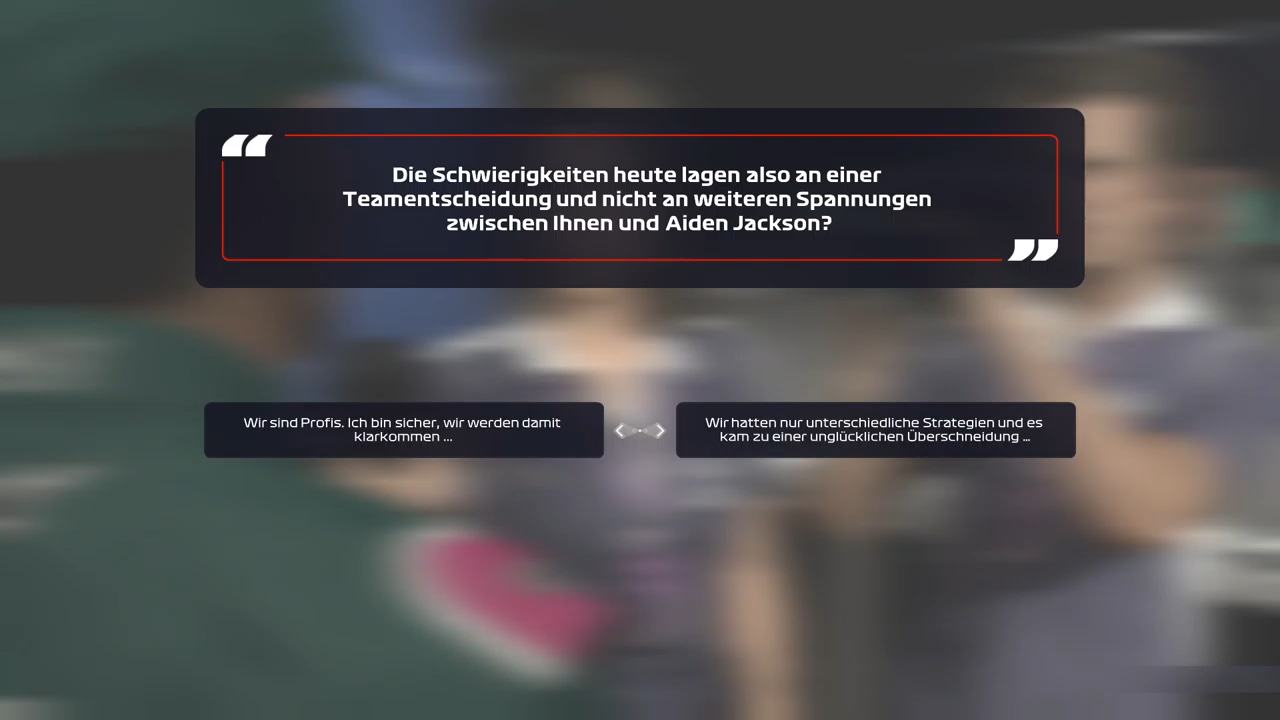 Die Schwierigkeiten heute lagen also an einer
Teamentscheidung und nicht an weiteren Spannungen
zwischen Ihnen und Aiden Jackson?
Wir sind Profis. Ich bin sicher, wir werden damit
klarkommen ...
Wir hatten nur unterschiedliche Strategien und es
kam zu einer unglücklichen Überschneidung ...